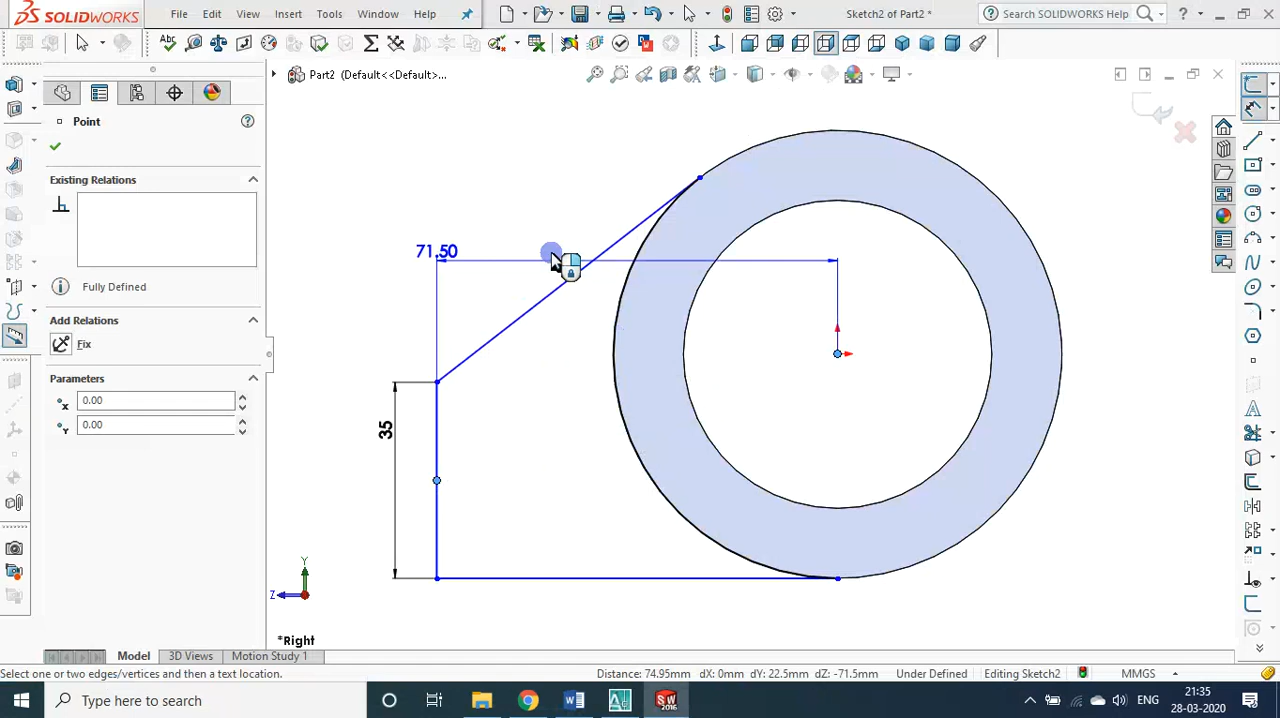 SOLIDWORKS
File Edit View Insert Tools Window Help
Sketch2 of Part2 *
Search SOLIDWORKS Help
Part2 (Default<<Default>...
Point
Existing Relations
Fully Defined
Add Relations
Fix
Parameters
x 0.00
y 0.00
71.50
35
Y
Z
*Right
Model 3D Views Motion Study 1
Select one or two edges/vertices and then a text location.
Distance: 74.95mm dX: 0mm dY: 22.5mm dZ: -71.5mm Under Defined Editing Sketch2 MMGS
Type here to search
W
SW
2016
ENG
21:35
28-03-2020